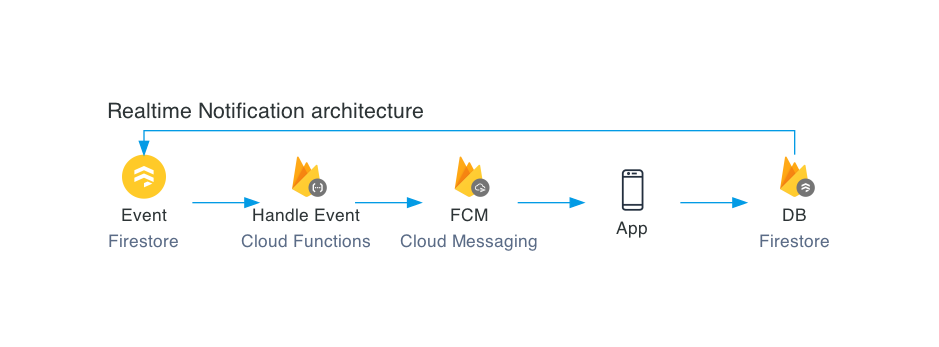 Realtime Notification architecture
Event
Firestore
Handle Event
Cloud Functions
FCM
Cloud Messaging
App
DB
Firestore